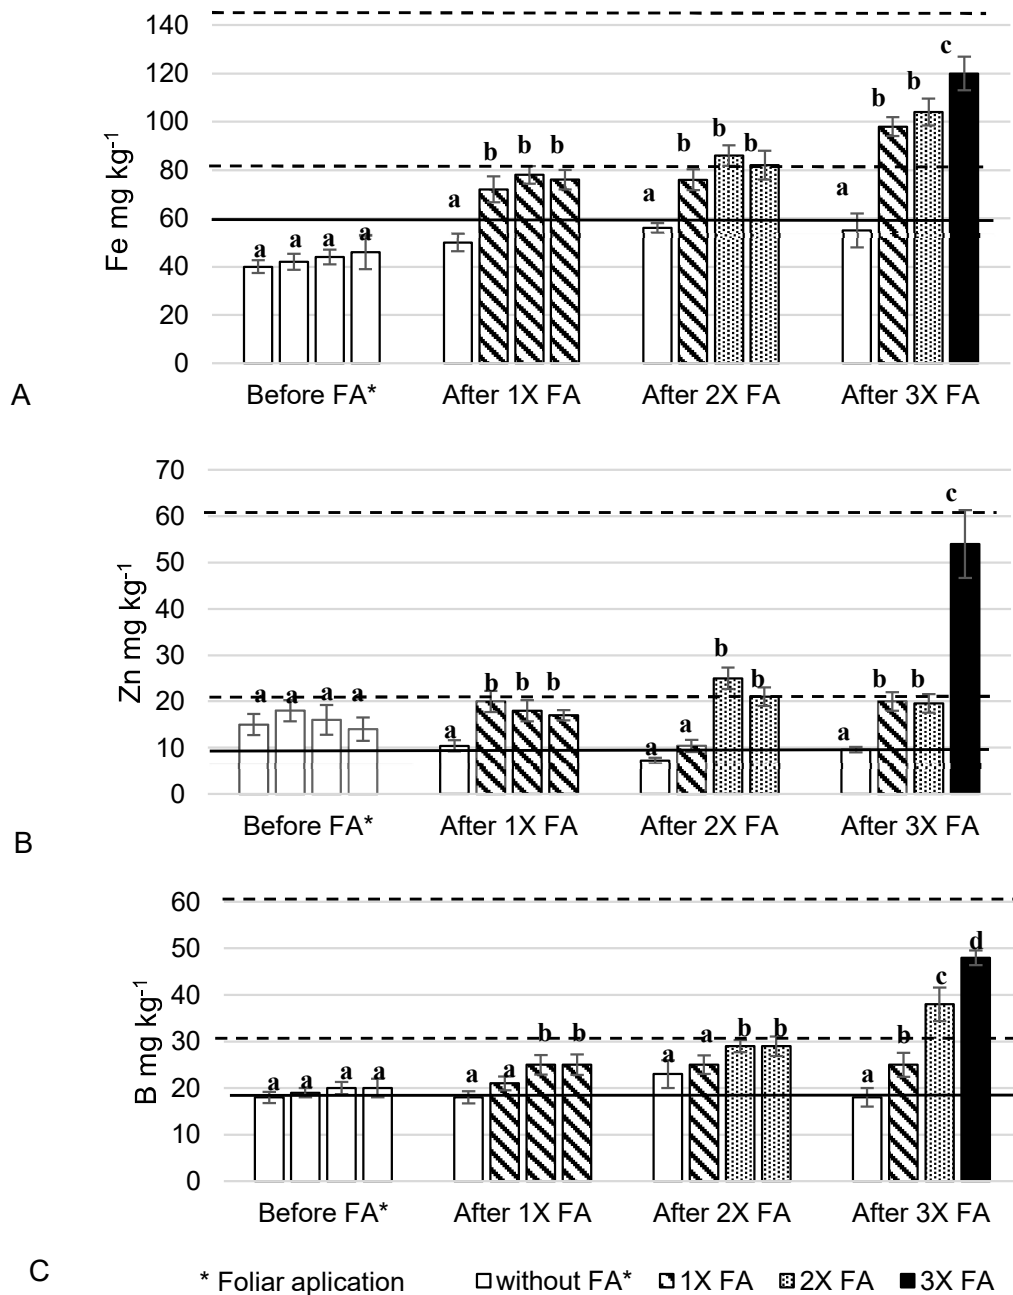 140
120
100
80
60
40
20
0
Fe mg kg-1
a a a a
a b b b
a b b b
a b b c
Before FA* After 1X FA After 2X FA After 3X FA
A
70
60
50
40
30
20
10
0
Zn mg kg-1
a a a a
a b b b
a a b b
a b b c
Before FA* After 1X FA After 2X FA After 3X FA
B
60
50
40
30
20
10
0
B mg kg-1
a a a a
a a b b
a a b b
a b c d
Before FA* After 1X FA After 2X FA After 3X FA
C
* Foliar aplication without FA* 1X FA 2X FA 3X FA